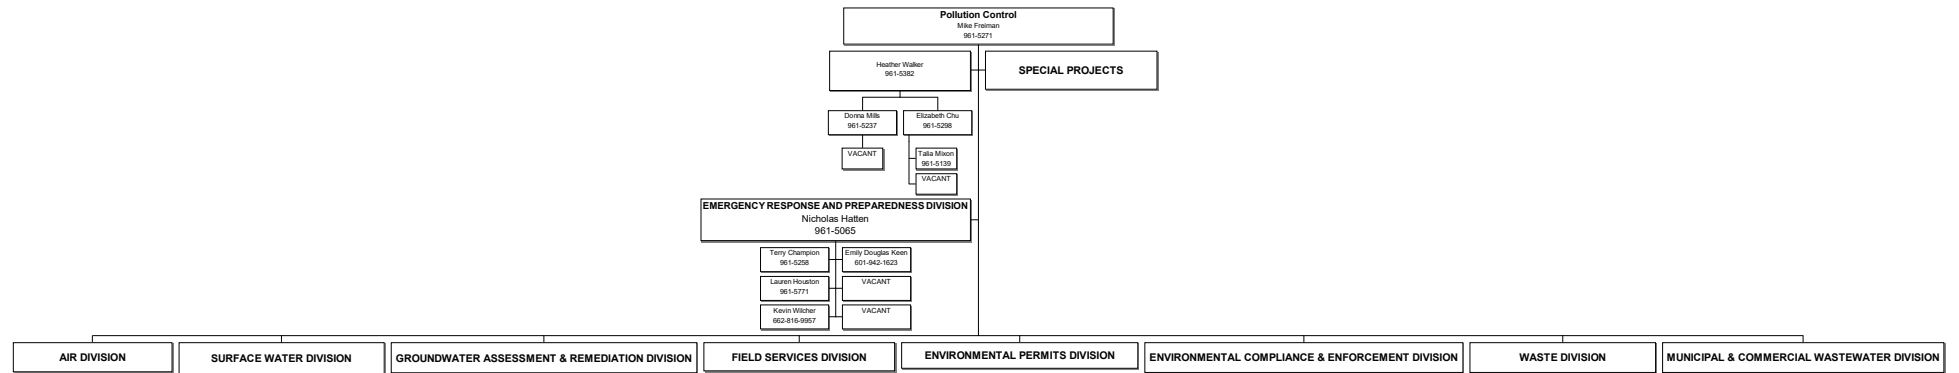 Pollution Control
Mike Freiman
961-5271
Heather Walker
961-5382
SPECIAL PROJECTS
Donna Mills
961-5237
Elizabeth Chu
961-5298
VACANT
Talia Mixon
961-5139
VACANT
EMERGENCY RESPONSE AND PREPAREDNESS DIVISION
Nicholas Hatten
961-5065
Terry Champion
961-5258
Emily Douglas Keen
601-942-1623
Lauren Houston
961-5771
VACANT
Kevin Wilcher
662-816-9957
VACANT
AIR DIVISION
SURFACE WATER DIVISION
GROUNDWATER ASSESSMENT & REMEDIATION DIVISION
FIELD SERVICES DIVISION
ENVIRONMENTAL PERMITS DIVISION
ENVIRONMENTAL COMPLIANCE & ENFORCEMENT DIVISION
WASTE DIVISION
MUNICIPAL & COMMERCIAL WASTEWATER DIVISION